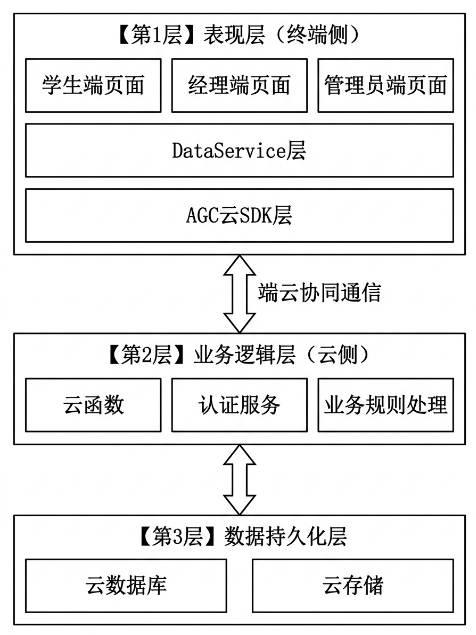 【第1层】表现层（终端侧）
学生端页面 经理端页面 管理员端页面
DataService层
AGC云SDK层
端云协同通信
【第2层】业务逻辑层（云侧）
云函数 认证服务 业务规则处理
【第3层】数据持久化层
云数据库 云存储